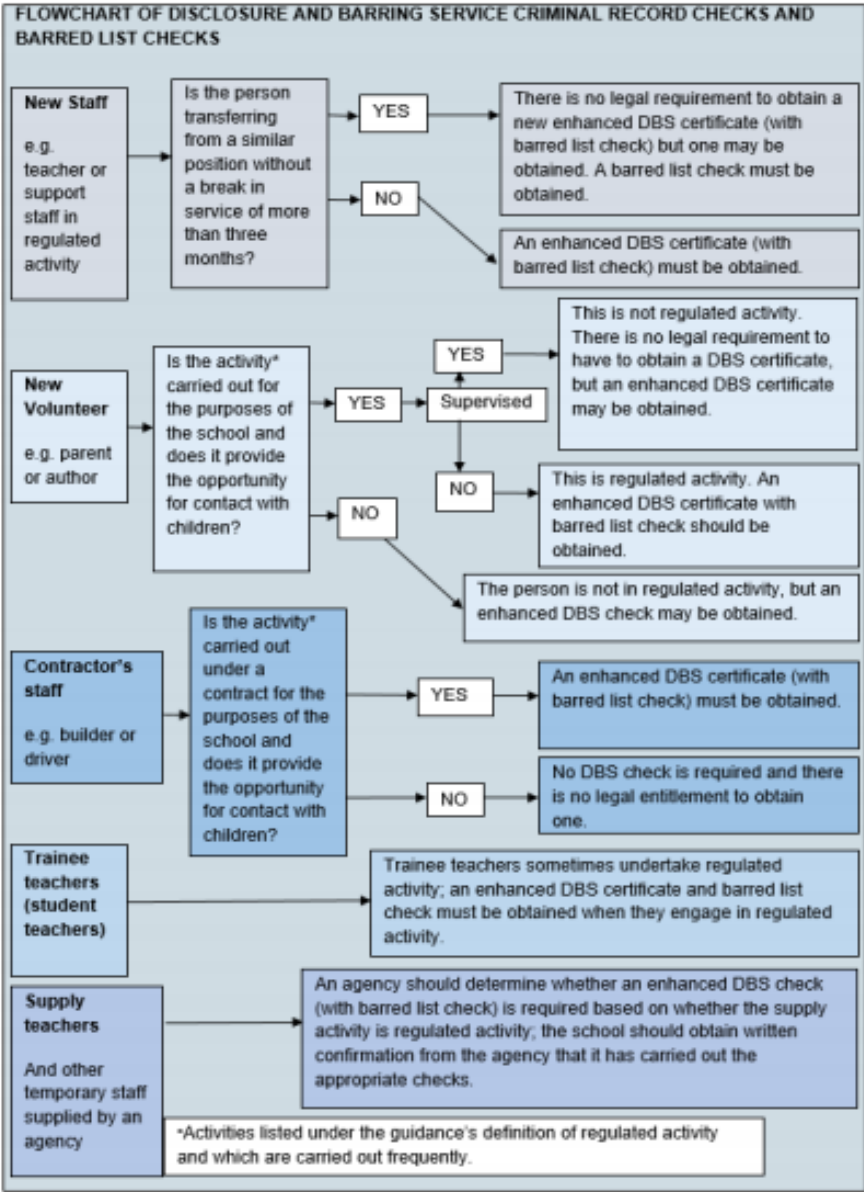 FLOWCHART OF DISCLOSURE AND BARRING SERVICE CRIMINAL RECORD CHECKS AND
BARRED LIST CHECKS
New Staff
e.g.
teacher or
support
staff in
regulated
activity
Is the person
transferring
from a similar
position without
a break in
service of more
than three
months?
YES
There is no legal requirement to obtain a
new enhanced DBS certificate (with
barred list check) but one may be
obtained. A barred list check must be
obtained.
NO
An enhanced DBS certificate (with
barred list check) must be obtained.
New
Volunteer
e.g. parent
or author
Is the activity*
carried out for
the purposes of
the school and
does it provide
the opportunity
for contact with
children?
YES
Supervised
YES
This is not regulated activity.
There is no legal requirement to
have to obtain a DBS certificate,
but an enhanced DBS certificate
may be obtained.
NO
This is regulated activity. An
enhanced DBS certificate with
barred list check should be
obtained.
NO
The person is not in regulated activity, but an
enhanced DBS check may be obtained.
Contractor's
staff
e.g. builder or
driver
Is the activity*
carried out
under a
contract for the
purposes of the
school and
does it provide
the opportunity
for contact with
children?
YES
An enhanced DBS certificate (with
barred list check) must be obtained.
NO
No DBS check is required and there
is no legal entitlement to obtain
one.
Trainee
teachers
(student
teachers)
Trainee teachers sometimes undertake regulated
activity; an enhanced DBS certificate and barred list
check must be obtained when they engage in regulated
activity.
Supply
teachers
And other
temporary staff
supplied by an
agency
An agency should determine whether an enhanced DBS check
(with barred list check) is required based on whether the supply
activity is regulated activity; the school should obtain written
confirmation from the agency that it has carried out the
appropriate checks.
*Activities listed under the guidance's definition of regulated activity
and which are carried out frequently.